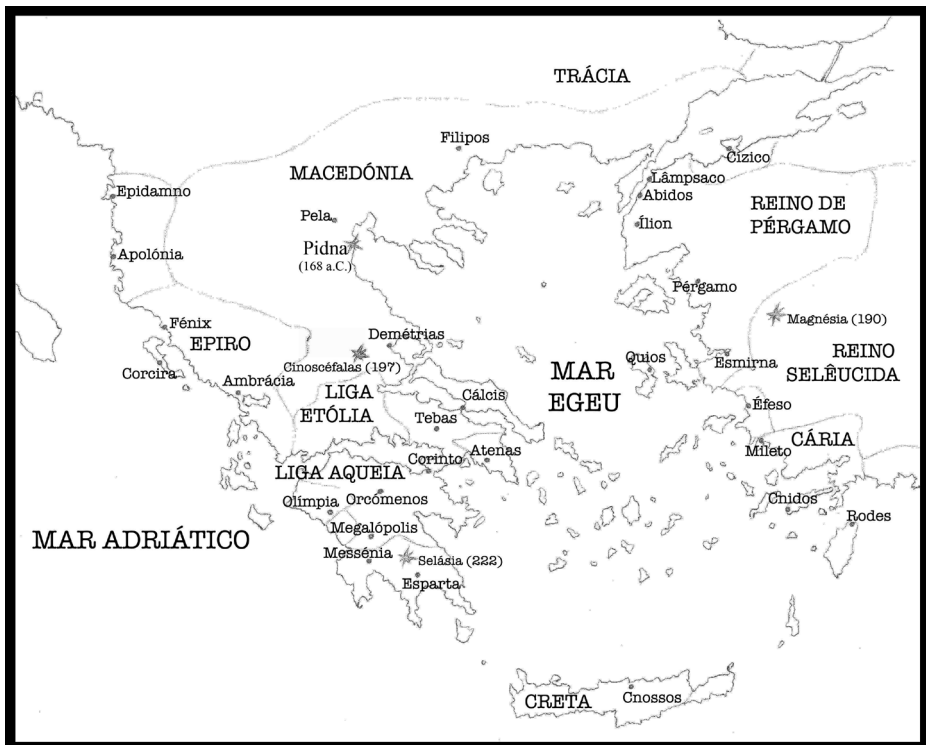 TRÁCIA
Filipos
Cízico
MACEDÓNIA
Lâmpsaco
Epidamno
Abidos
REINO DE
PÉRGAMO
Pela
Ílion
Pidna
(168 a.C.)
Apolónia
Pérgamo
Fénix
Magnésia (190)
EPIRO
Demétrias
Corcira
Cinoscéfalas (197)
Quios
Esmirna
REINO
SELÊUCIDA
MAR
EGEU
Ambrácia
LIGA
ETÓLIA
Cálcis
Éfeso
Tebas
CÁRIA
Mileto
Corinto
Atenas
LIGA AQUEIA
Olímpia
Orcómenos
Chidos
Rodes
Megalópolis
MAR ADRIÁTICO
Messénia
Selásia (222)
Esparta
CRETA
Cnossos